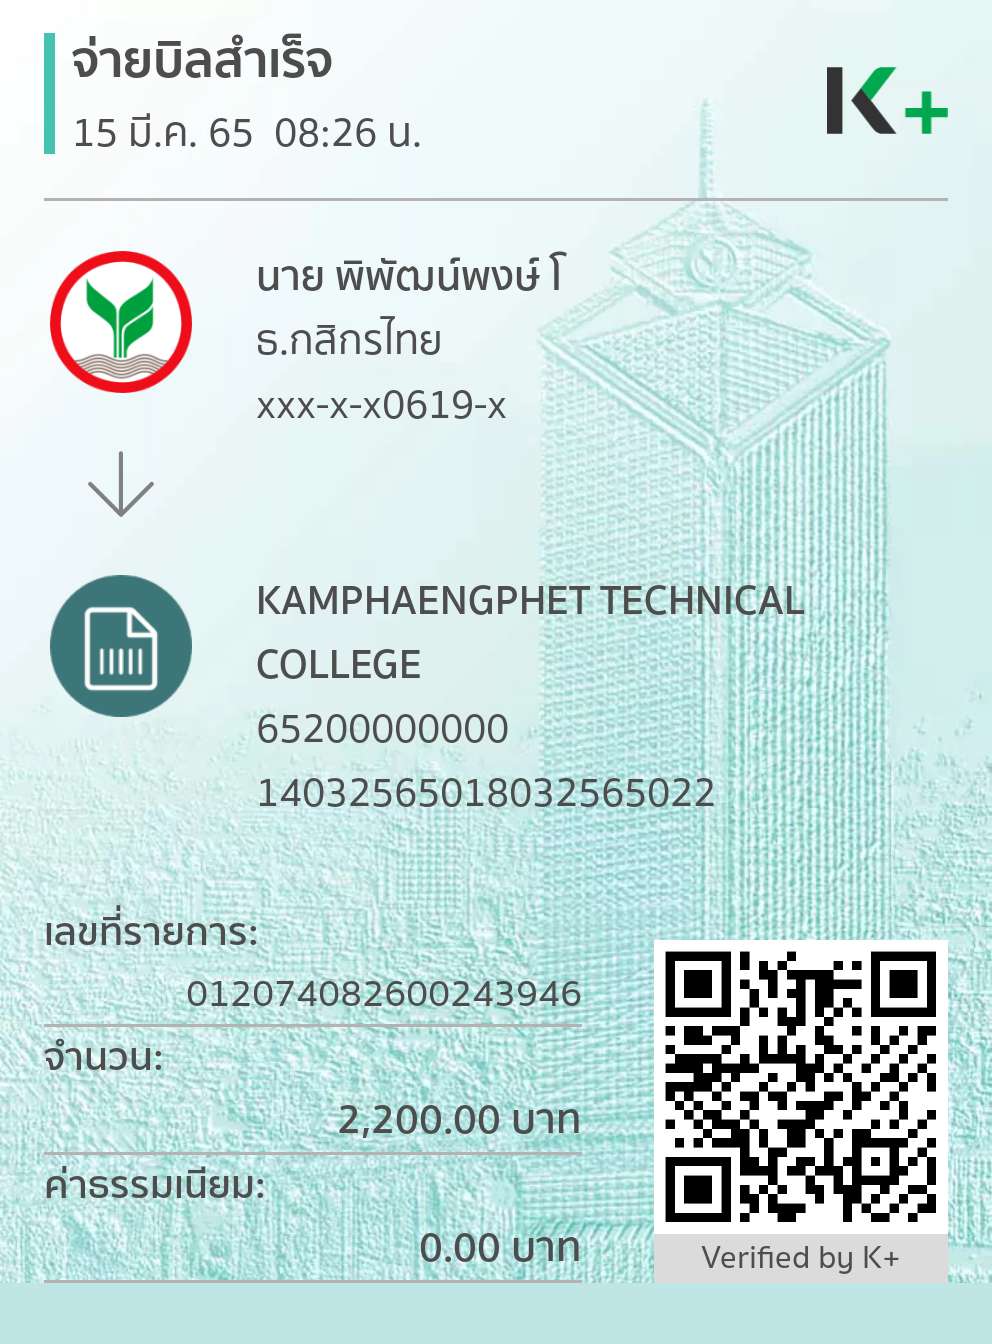 จ่ายบิลสำเร็จ
15 มี.ค. 65 08:26 น.
K+
นาย พิพัฒน์พงษ์ โ
ธ.กสิกรไทย
xxx-x-x0619-x
KAMPHAENGPHET TECHNICAL
COLLEGE
65200000000
14032565018032565022
เลขที่รายการ:
012074082600243946
จำนวน:
2,200.00 บาท
ค่าธรรมเนียม:
0.00 บาท
Verified by K+